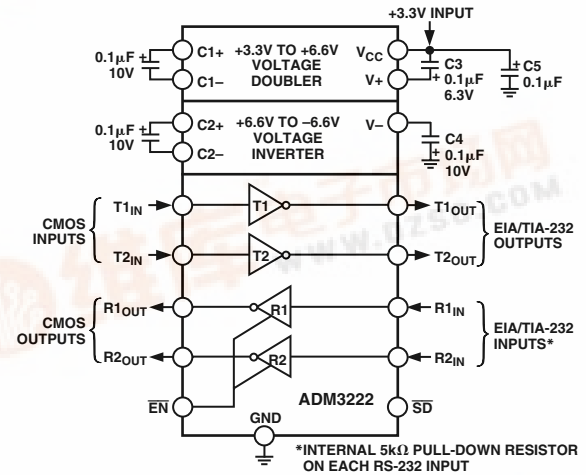 +3.3V INPUT
0.1µF
10V
C1+
C1–
+3.3V TO +6.6V
VOLTAGE
DOUBLER
VCC
V+
C3
+ 0.1µF
6.3V
+ C5
0.1µF
0.1µF
10V
C2+
C2–
+6.6V TO –6.6V
VOLTAGE
INVERTER
V–
C4
+ 0.1µF
10V
CMOS
INPUTS
T1IN
T2IN
T1
T2
T1OUT
T2OUT
EIA/TIA-232
OUTPUTS
CMOS
OUTPUTS
R1OUT
R2OUT
R1
R2
R1IN
R2IN
EIA/TIA-232
INPUTS*
EN
ADM3222
SD
GND
*INTERNAL 5kΩ PULL-DOWN RESISTOR
ON EACH RS-232 INPUT